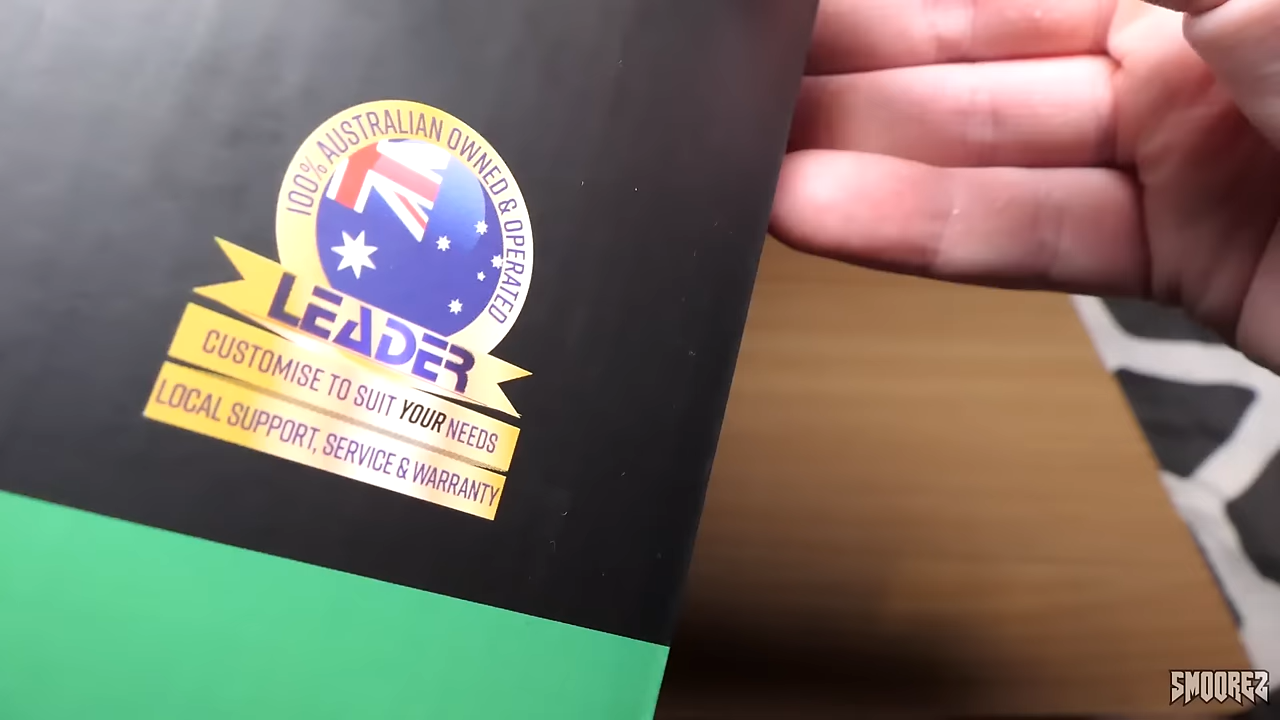 100% AUSTRALIAN OWNED & OPERATED
LEADER
CUSTOMISE TO SUIT YOUR NEEDS
LOCAL SUPPORT, SERVICE & WARRANTY
SMOOREZ